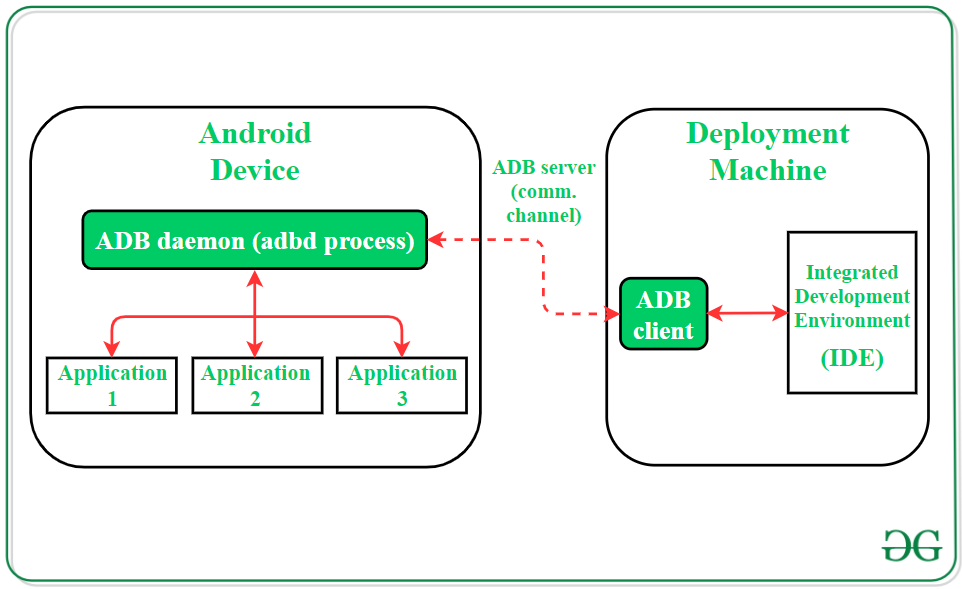 Android
Device
ADB daemon (adbd process)
Application
1
Application
2
Application
3
ADB server
(comm.
channel)
Deployment
Machine
ADB
client
Integrated
Development
Environment
(IDE)